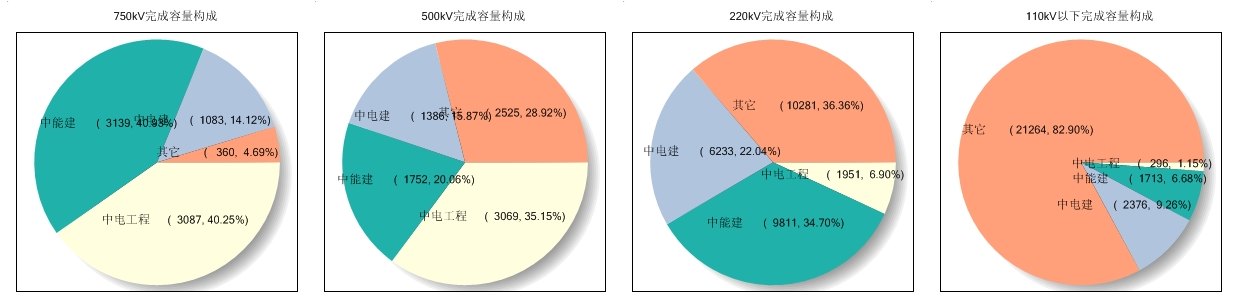 750kV完成容量构成
中能建 ( 3139, 40.93%)
中电建 ( 1083, 14.12%)
其它 ( 360, 4.69%)
中电工程 ( 3087, 40.25%)
500kV完成容量构成
中电建 ( 1386, 15.87%)
其它 ( 2525, 28.92%)
中能建 ( 1752, 20.06%)
中电工程 ( 3069, 35.15%)
220kV完成容量构成
其它 ( 10281, 36.36%)
中电建 ( 6233, 22.04%)
中电工程 ( 1951, 6.90%)
中能建 ( 9811, 34.70%)
110kV以下完成容量构成
其它 ( 21264, 82.90%)
中电工程 ( 296, 1.15%)
中能建 ( 1713, 6.68%)
中电建 ( 2376, 9.26%)